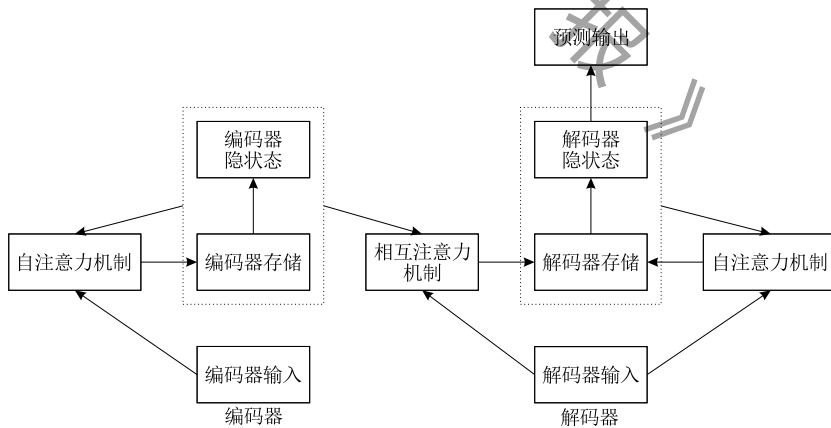 预测输出
报
》
编码器
隐状态
解码器
隐状态
自注意力机制
编码器存储
相互注意力
机制
解码器存储
自注意力机制
编码器输入
解码器输入
编码器
解码器